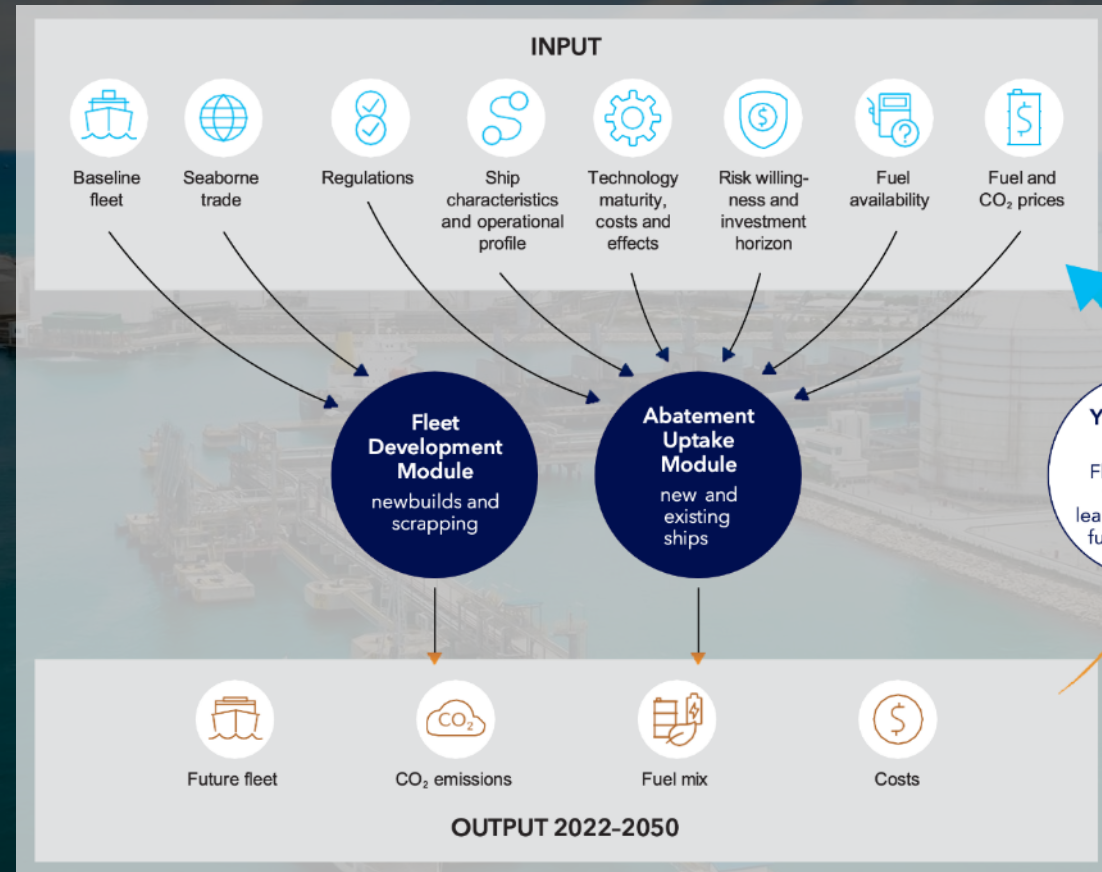 INPUT
Baseline
fleet
Seaborne
trade
Regulations
Ship
characteristics
and operational
profile
Technology
maturity,
costs and
effects
Risk willing-
ness and
investment
horizon
Fuel
availability
Fuel and
CO₂ prices
Fleet
Development
Module
newbuilds and
scrapping
Abatement
Uptake
Module
new and
existing
ships
CO₂
Future fleet
CO₂ emissions
Fuel mix
Costs
OUTPUT 2022–2050